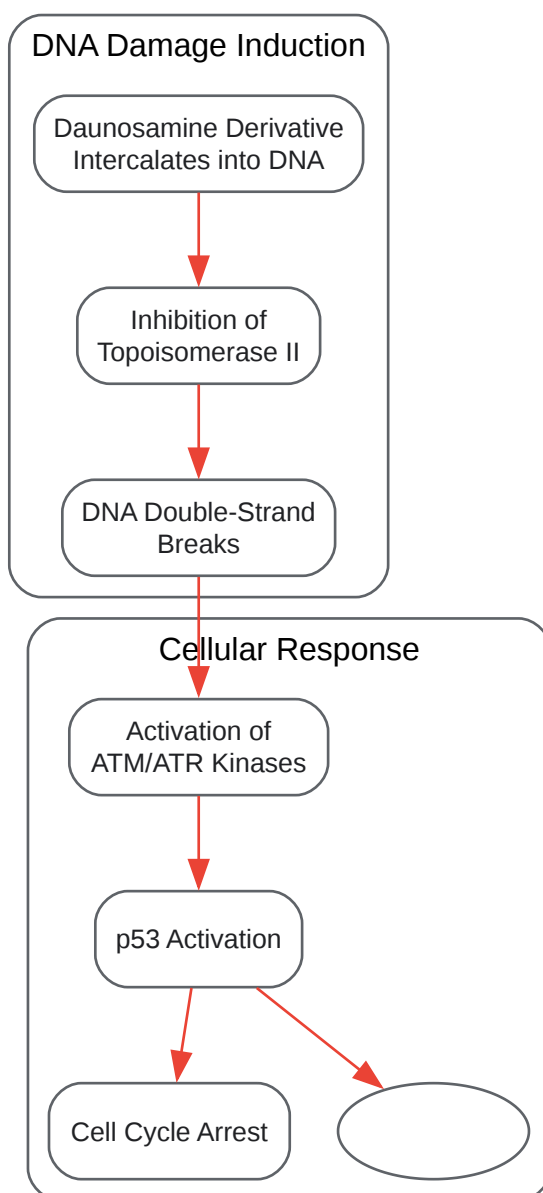 DNA Damage Induction
Daunosamine Derivative
Intercalates into DNA
Inhibition of
Topoisomerase II
DNA Double-Strand
Breaks
Cellular Response
Activation of
ATM/ATR Kinases
p53 Activation
Cell Cycle Arrest